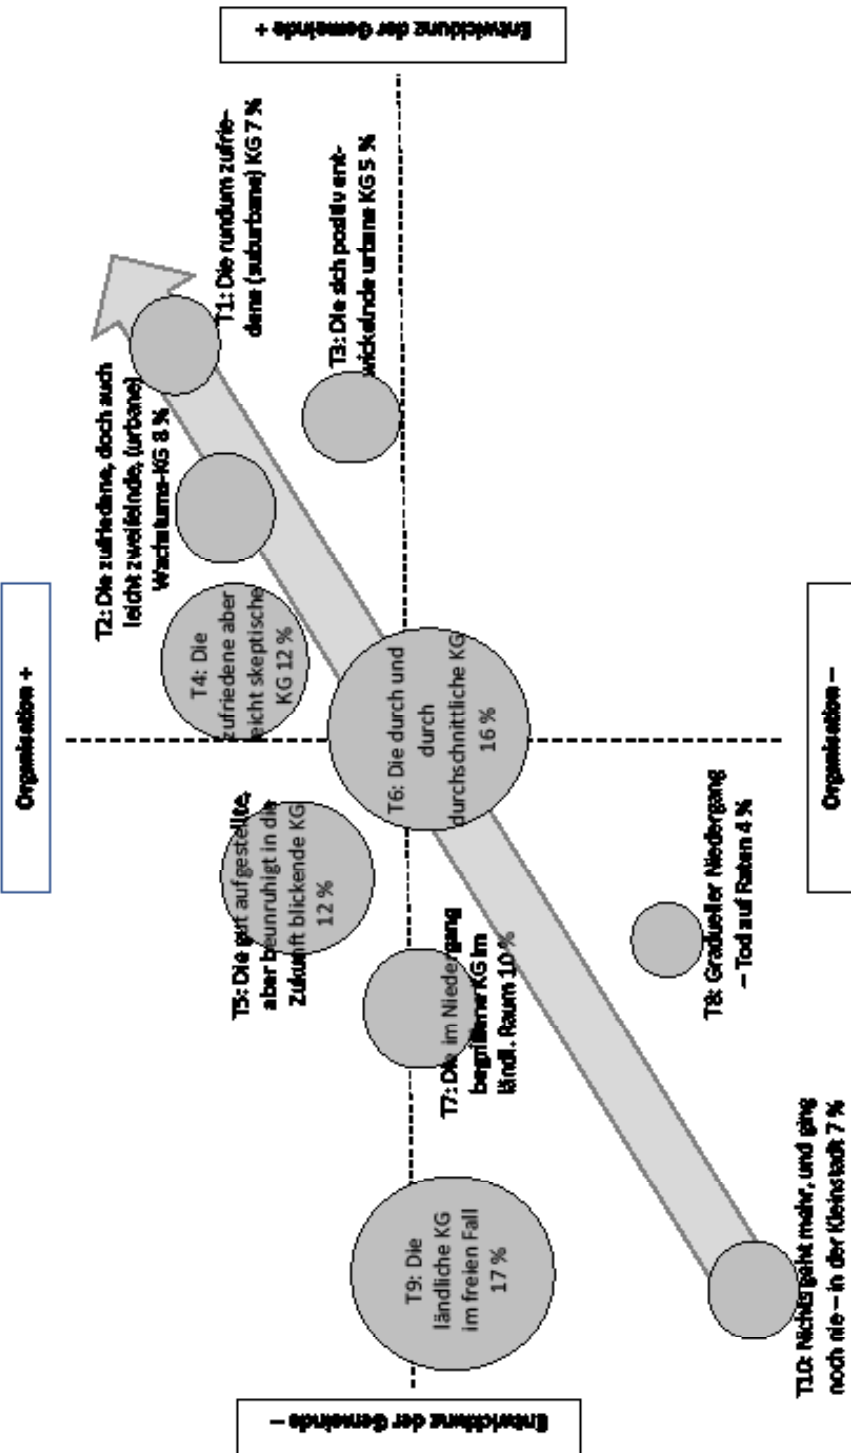 Organisation +
T2: Die zufriedene, doch auch
leicht zweifelnde, (urbane)
Wachstums-KG 8 %
T1: Die rundum zufrie-
dene (suburbane) KG 7 %
T4: Die
zufriedene aber
leicht skeptische
KG 12 %
T3: Die sich positiv ent-
wickelnde urbane KG 5 %
T5: Die gut aufgestellte,
aber beunruhigt in die
Zukunft blickende KG
12 %
Entwicklung der Gemeinde –
Entwicklung der Gemeinde +
T6: Die durch und
durch
durchschnittliche KG
16 %
T9: Die
ländliche KG
im freien Fall
17 %
T7: Die im Niedergang
begriffene KG im
ländl. Raum 10 %
T8: Gradueller Niedergang
– Tod auf Raten 4 %
T10: Nichts geht mehr, und ging
noch nie – in der Kleinstadt 7 %
Organisation –